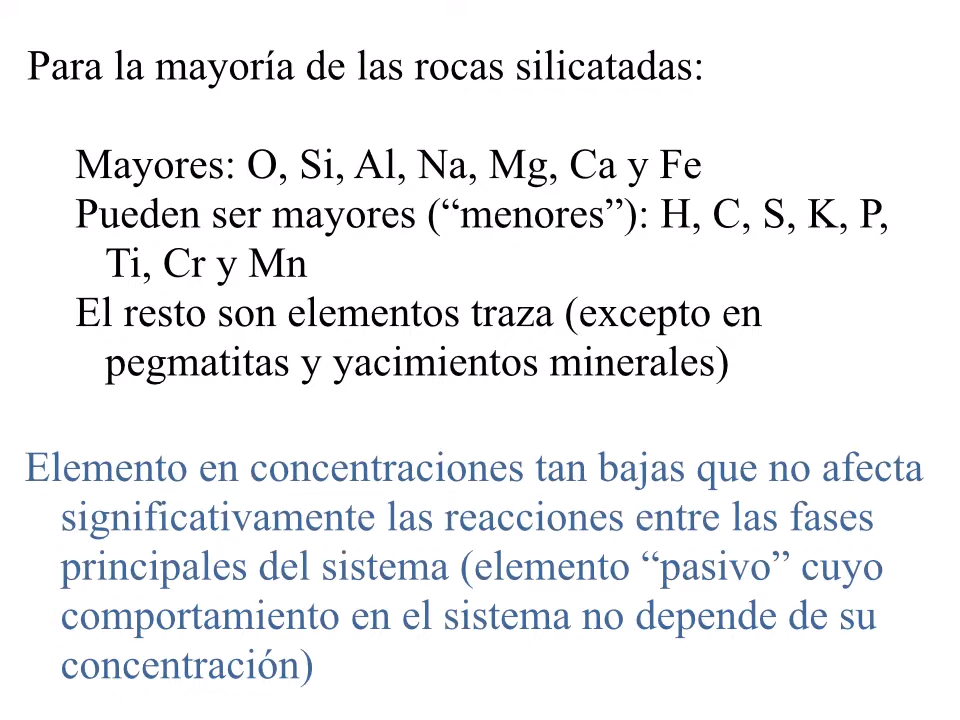 Para la mayoría de las rocas silicatadas:
Mayores: O, Si, Al, Na, Mg, Ca y Fe
Pueden ser mayores (“menores”): H, C, S, K, P,
Ti, Cr y Mn
El resto son elementos traza (excepto en
pegmatitas y yacimientos minerales)
Elemento en concentraciones tan bajas que no afecta
significativamente las reacciones entre las fases
principales del sistema (elemento “pasivo” cuyo
comportamiento en el sistema no depende de su
concentración)